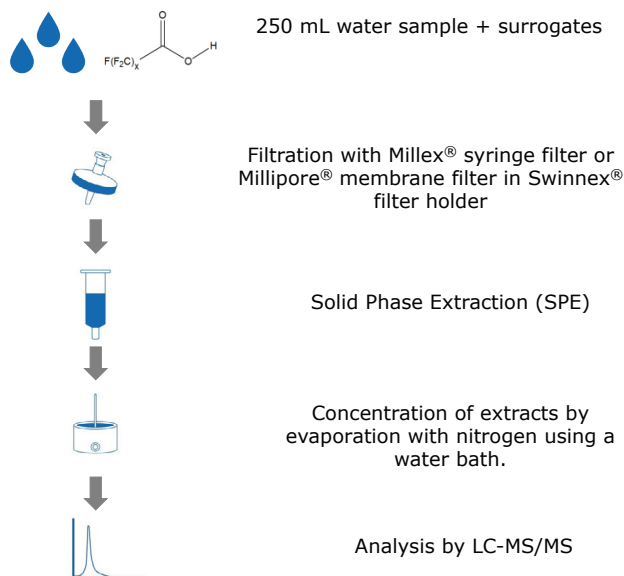 250 mL water sample + surrogates
O
H
F(F₂C)ₓ
O
Filtration with Millex® syringe filter or
Millipore® membrane filter in Swinnex®
filter holder
Solid Phase Extraction (SPE)
Concentration of extracts by
evaporation with nitrogen using a
water bath.
Analysis by LC-MS/MS